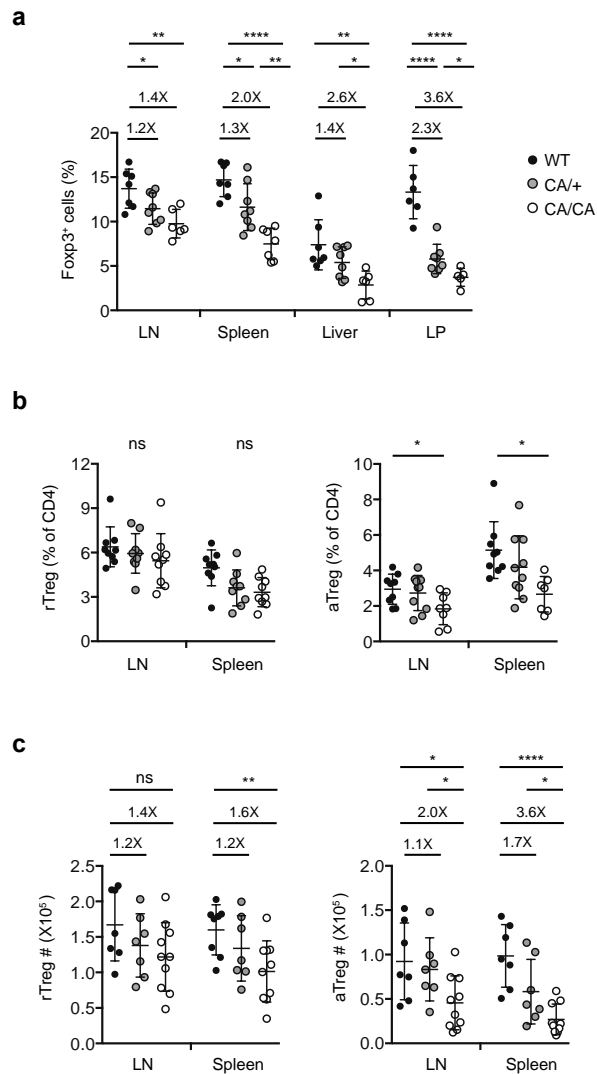 a
** **** ** ****
* * ** * **** *
1.4X 2.0X 2.6X 3.6X
1.2X 1.3X 1.4X 2.3X
Foxp3⁺ cells (%)
20
15
10
5
0
LN Spleen Liver LP
WT
CA/+
CA/CA
b
ns ns
rTreg (% of CD4)
12
9
6
3
0
LN Spleen
* *
aTreg (% of CD4)
10
8
6
4
2
0
LN Spleen
c
ns **
1.4X 1.6X
1.2X 1.2X
rTreg # (X10⁵)
2.5
2.0
1.5
1.0
0.5
0.0
LN Spleen
* ****
* *
2.0X 3.6X
1.1X 1.7X
aTreg # (X10⁵)
2.0
1.5
1.0
0.5
0.0
LN Spleen